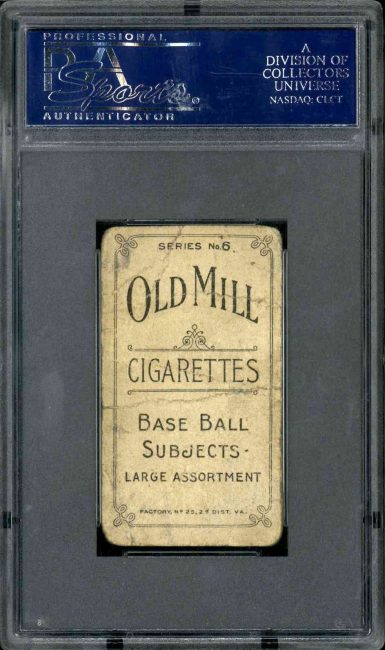 PROFESSIONAL
PSA
Sports
AUTHENTICATOR
A
DIVISION OF
COLLECTORS
UNIVERSE
NASDAQ: CLCT
SERIES No. 6.
OLD MILL
CIGARETTES
BASE BALL
SUBJECTS-
LARGE ASSORTMENT
FACTORY, Nº 25, 2ᴰ DIST. VA.